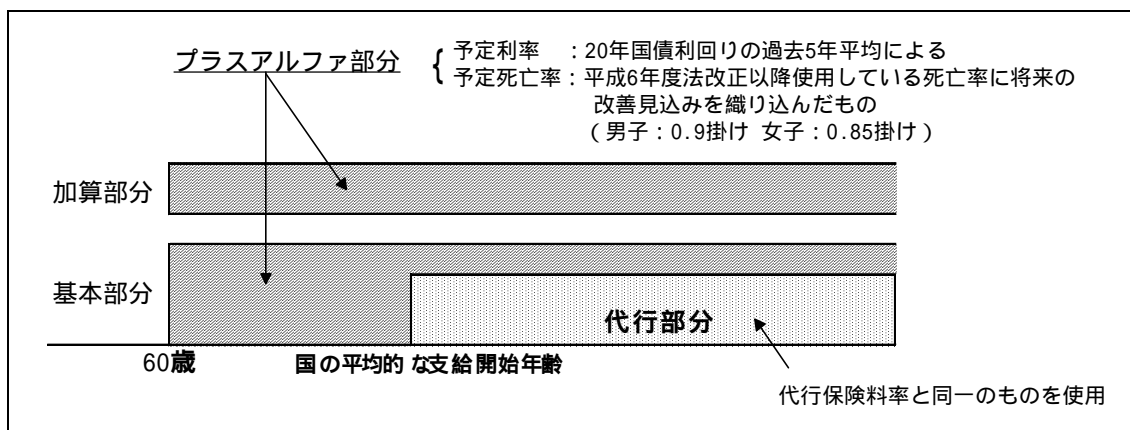 プラスアルファ部分
{ 予定利率　：20年国債利回りの過去5年平均による
予定死亡率：平成6年度法改正以降使用している死亡率に将来の
改善見込みを織り込んだもの
（男子：0.9掛け 女子：0.85掛け）
加算部分
基本部分
代行部分
60歳
国の平均的な支給開始年齢
代行保険料率と同一のものを使用